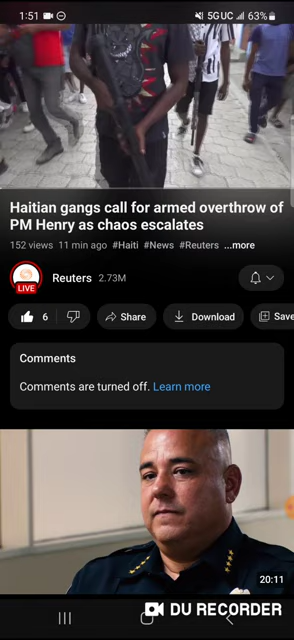 1:51 5GUC 63%
Haitian gangs call for armed overthrow of
PM Henry as chaos escalates
152 views 11 min ago #Haiti #News #Reuters ...more
Reuters 2.73M
LIVE
6 Share Download Save
Comments
Comments are turned off. Learn more
20:11
DU RECORDER